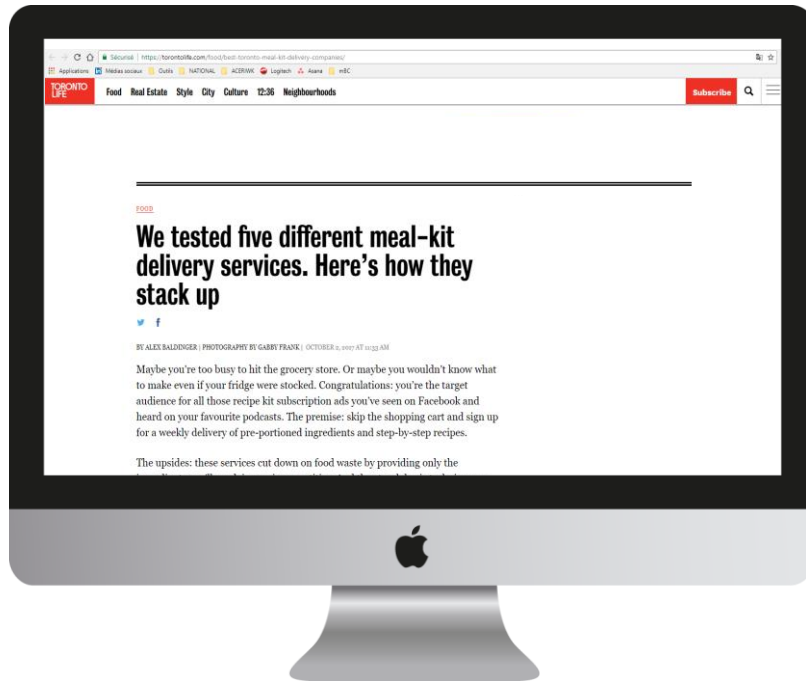 Sécurisé | https://torontolife.com/food/best-torontos-meal-kit-delivery-companies/
Applications Médias sociaux Outils NATIONAL ACERWK Logitech Asana mBC
TORONTO
LIFE
Food Real Estate Style City Culture 12:36 Neighbourhoods
Subscribe
FOOD
We tested five different meal-kit
delivery services. Here's how they
stack up
BY ALEX BALDINGER | PHOTOGRAPHY BY GABBY FRANK | OCTOBER 2, 2017 AT 11:33 AM
Maybe you're too busy to hit the grocery store. Or maybe you wouldn't know what
to make even if your fridge were stocked. Congratulations: you're the target
audience for all those recipe kit subscription ads you've seen on Facebook and
heard on your favourite podcasts. The premise: skip the shopping cart and sign up
for a weekly delivery of pre-portioned ingredients and step-by-step recipes.
The upsides: these services cut down on food waste by providing only the